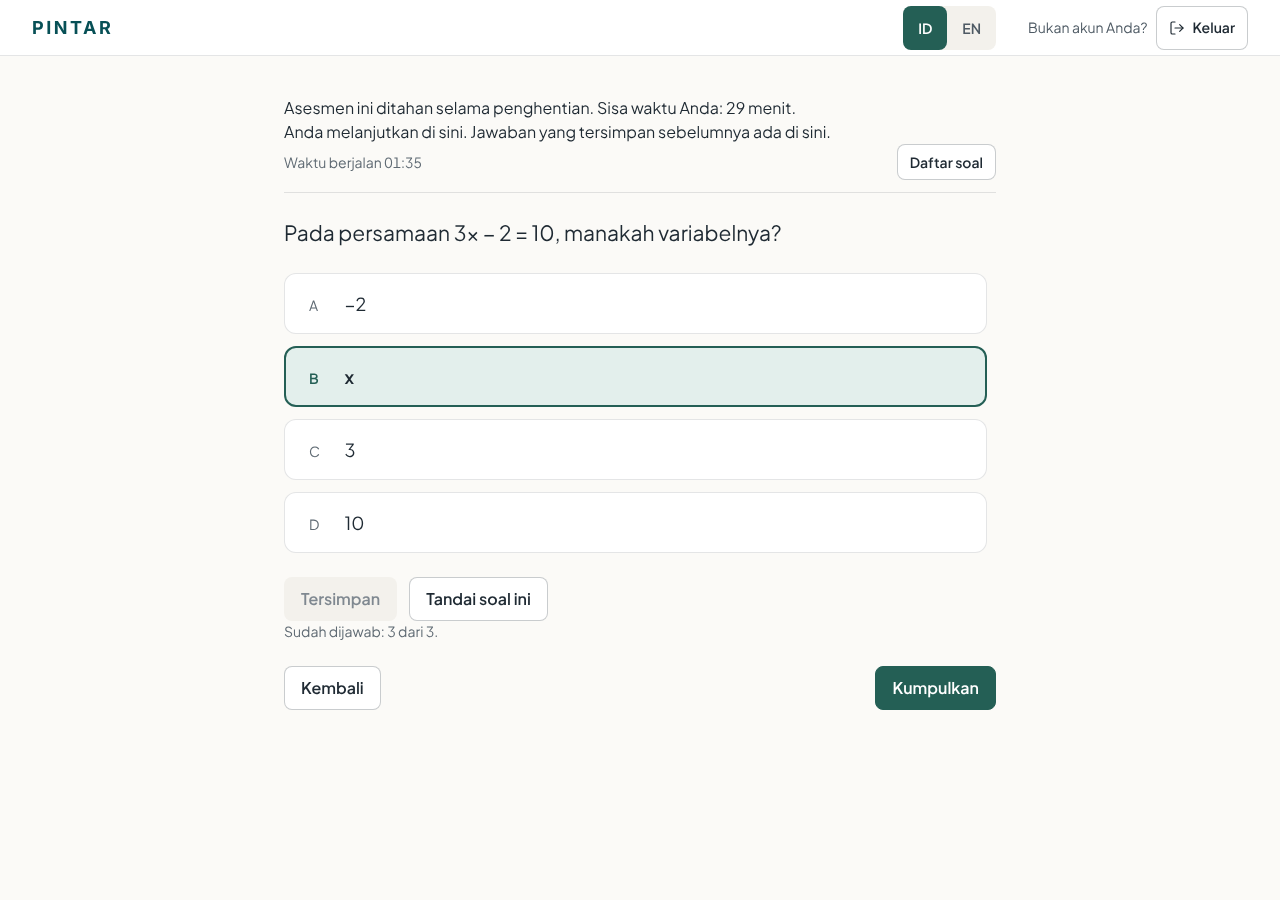 PINTAR
ID
EN
Bukan akun Anda?
Keluar
Asesmen ini ditahan selama penghentian. Sisa waktu Anda: 29 menit.
Anda melanjutkan di sini. Jawaban yang tersimpan sebelumnya ada di sini.
Waktu berjalan 01:35
Daftar soal
Pada persamaan 3x − 2 = 10, manakah variabelnya?
A −2
B x
C 3
D 10
Tersimpan
Tandai soal ini
Sudah dijawab: 3 dari 3.
Kembali
Kumpulkan